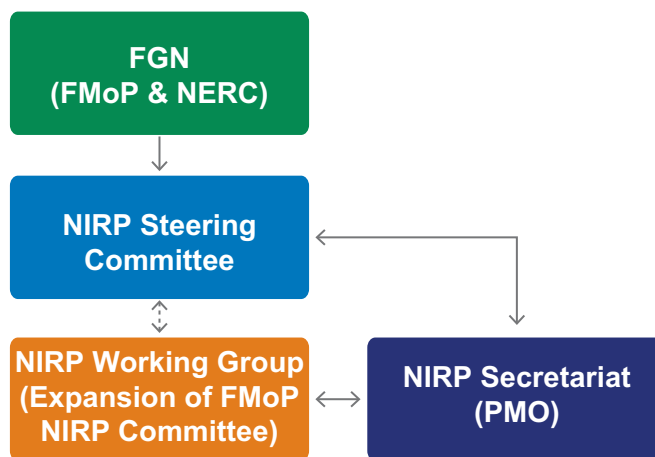 FGN
(FMoP & NERC)
NIRP Steering
Committee
NIRP Working Group
(Expansion of FMoP
NIRP Committee)
NIRP Secretariat
(PMO)